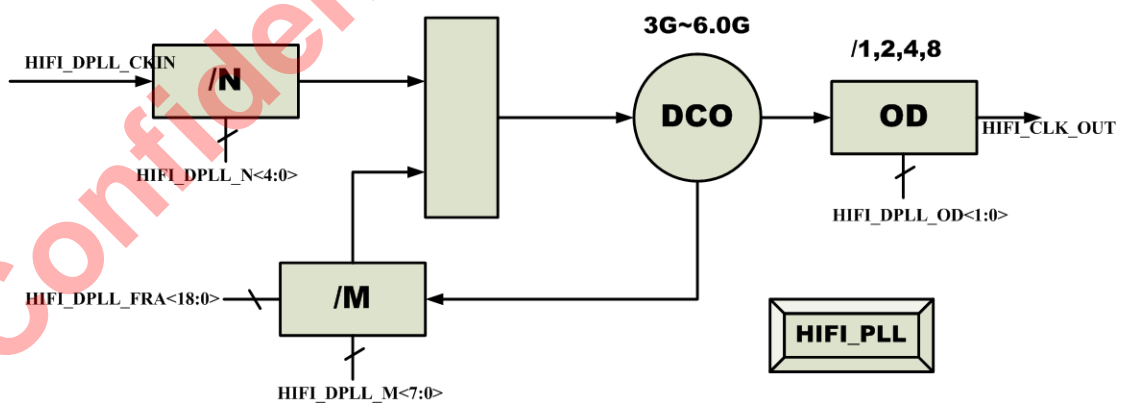 3G~6.0G
/1,2,4,8
HIFI_DPLL_CKIN
/N
DCO
OD
HIFI_CLK_OUT
HIFI_DPLL_N<4:0>
HIFI_DPLL_OD<1:0>
HIFI_DPLL_FRA<18:0>
/M
HIFI_PLL
HIFI_DPLL_M<7:0>
Confiden